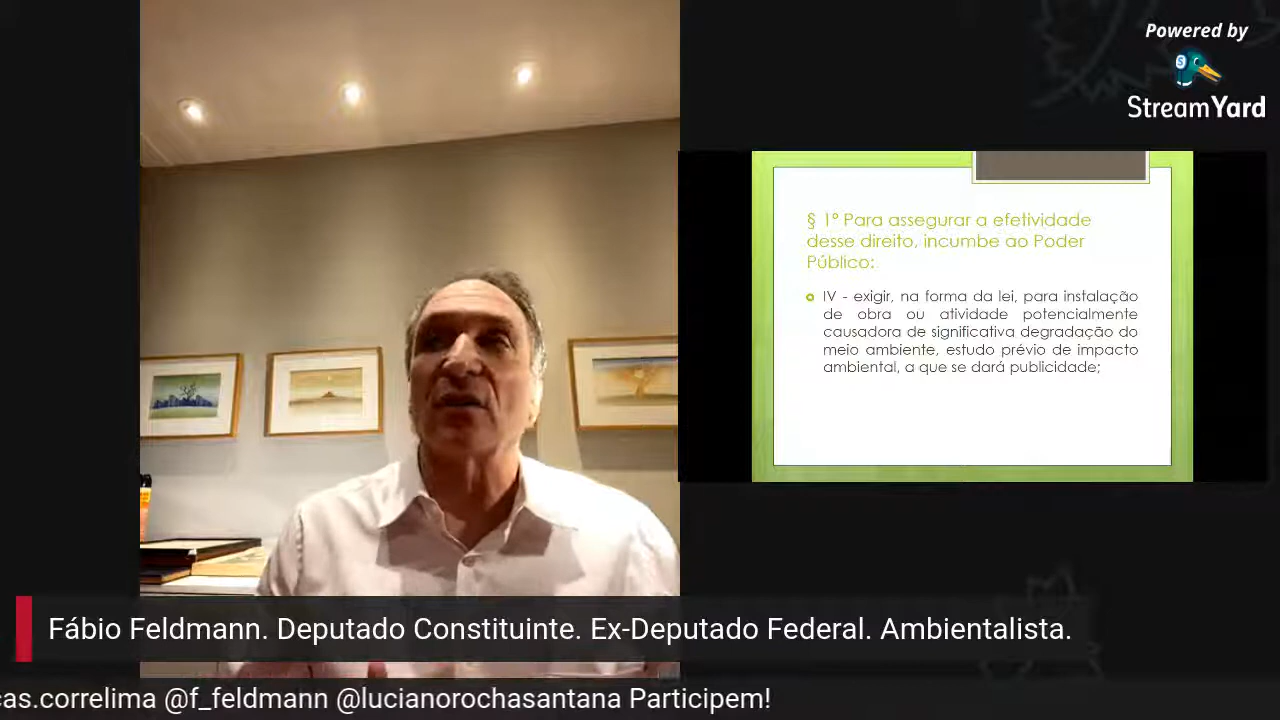 Powered by
StreamYard
§ 1º Para assegurar a efetividade
desse direito, incumbe ao Poder
Público:
IV - exigir, na forma da lei, para instalação
de obra ou atividade potencialmente
causadora de significativa degradação do
meio ambiente, estudo prévio de impacto
ambiental, a que se dará publicidade;
Fábio Feldmann. Deputado Constituinte. Ex-Deputado Federal. Ambientalista.
cas.correlima @f_feldmann @lucianorochasantana Participem!